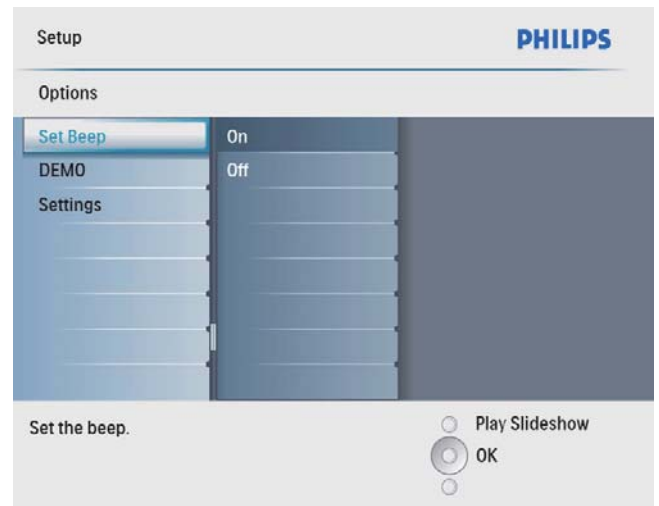 Setup
PHILIPS
Options
Set Beep
On
DEMO
Off
Settings
Set the beep.
Play Slideshow
OK